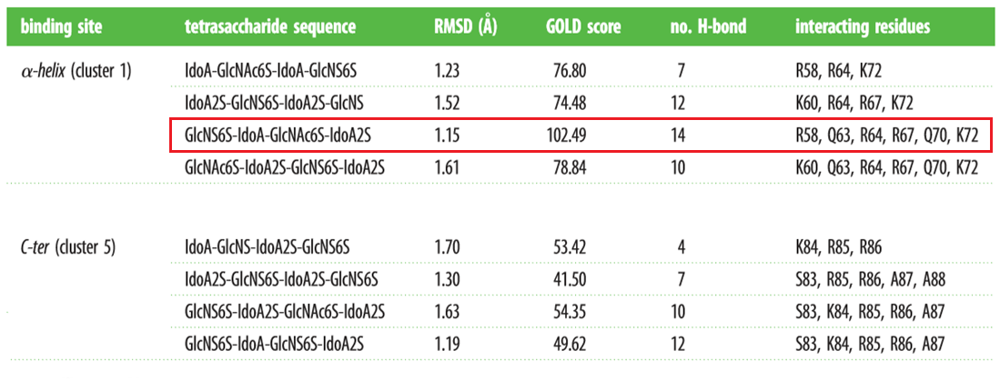 binding site tetrasaccharide sequence RMSD (Å) GOLD score no. H-bond interacting residues
α-helix (cluster 1) IdoA-GlcNAc6S-IdoA-GlcNS6S 1.23 76.80 7 R58, R64, K72
IdoA2S-GlcNS6S-IdoA2S-GlcNS 1.52 74.48 12 K60, R64, R67, K72
GlcNS6S-IdoA-GlcNAc6S-IdoA2S 1.15 102.49 14 R58, Q63, R64, R67, Q70, K72
GlcNAc6S-IdoA2S-GlcNS6S-IdoA2S 1.61 78.84 10 K60, Q63, R64, R67, Q70, K72
C-ter (cluster 5) IdoA-GlcNS-IdoA2S-GlcNS6S 1.70 53.42 4 K84, R85, R86
IdoA2S-GlcNS6S-IdoA2S-GlcNS6S 1.30 41.50 7 S83, R85, R86, A87, A88
GlcNS6S-IdoA2S-GlcNAc6S-IdoA2S 1.63 54.35 10 S83, K84, R85, R86, A87
GlcNS6S-IdoA-GlcNS6S-IdoA2S 1.19 49.62 12 S83, K84, R85, R86, A87